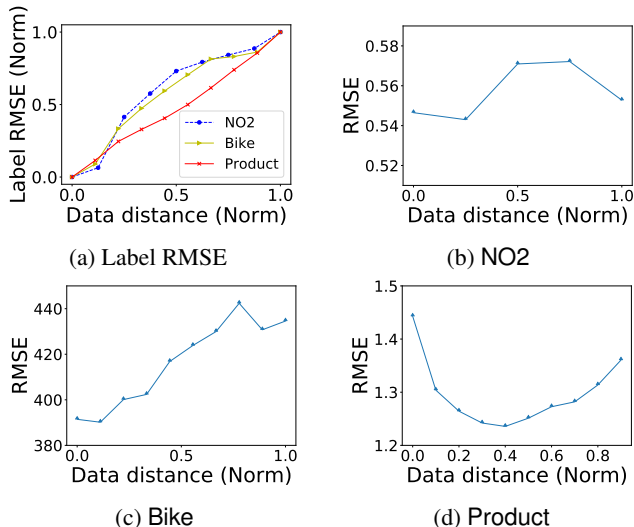 Label RMSE (Norm)
1.0
0.5
0.0
NO2
Bike
Product
0.0 0.5 1.0
Data distance (Norm)
(a) Label RMSE
RMSE
0.58
0.56
0.54
0.52
0.0 0.5 1.0
Data distance (Norm)
(b) NO2
RMSE
440
420
400
380
0.0 0.5 1.0
Data distance (Norm)
(c) Bike
RMSE
1.5
1.4
1.3
1.2
0.0 0.2 0.4 0.6 0.8
Data distance (Norm)
(d) Product